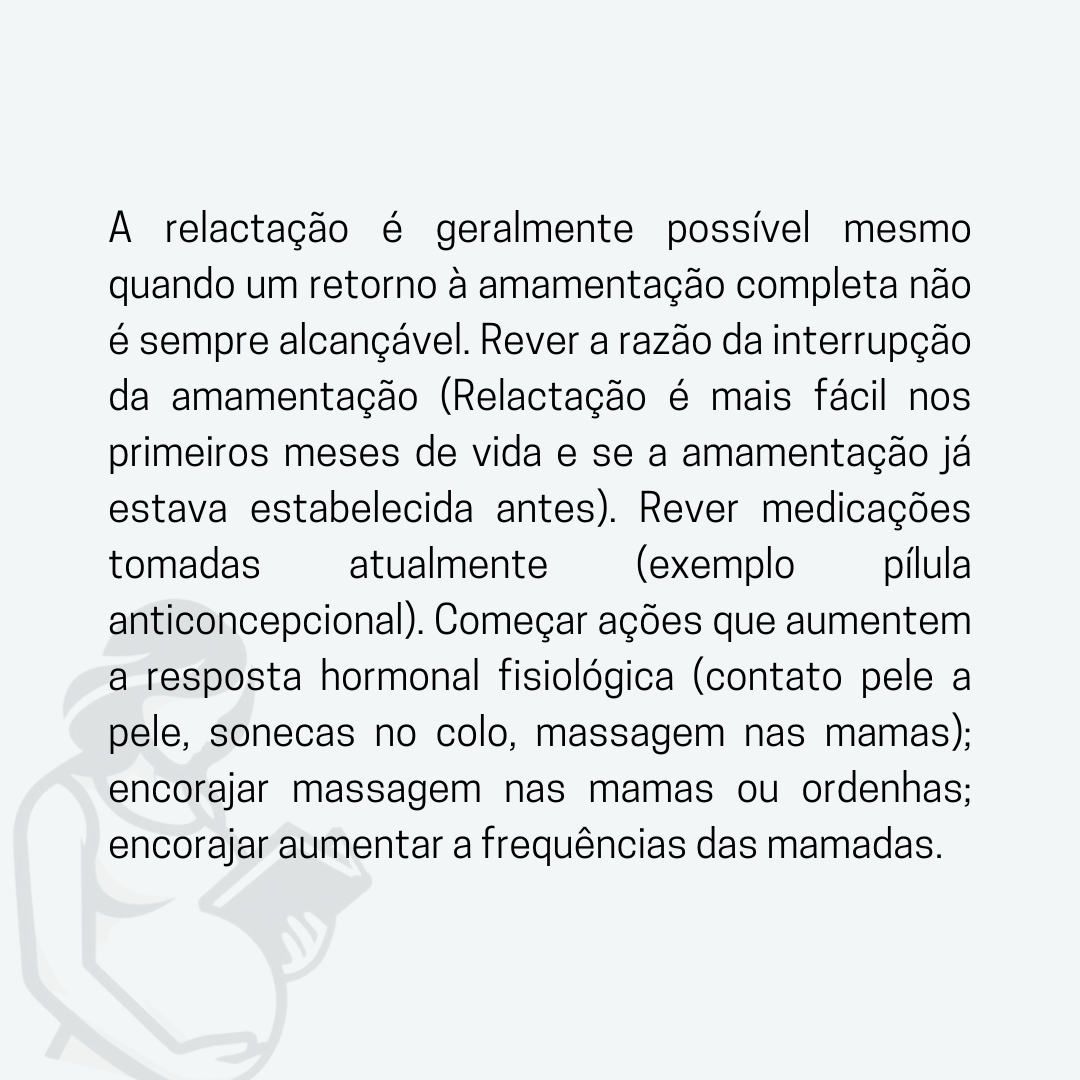 A relactação é geralmente possível mesmo
quando um retorno à amamentação completa não
é sempre alcançável. Rever a razão da interrupção
da amamentação (Relactação é mais fácil nos
primeiros meses de vida e se a amamentação já
estava estabelecida antes). Rever medicações
tomadas atualmente (exemplo pílula
anticoncepcional). Começar ações que aumentem
a resposta hormonal fisiológica (contato pele a
pele, sonecas no colo, massagem nas mamas);
encorajar massagem nas mamas ou ordenhas;
encorajar aumentar a frequências das mamadas.